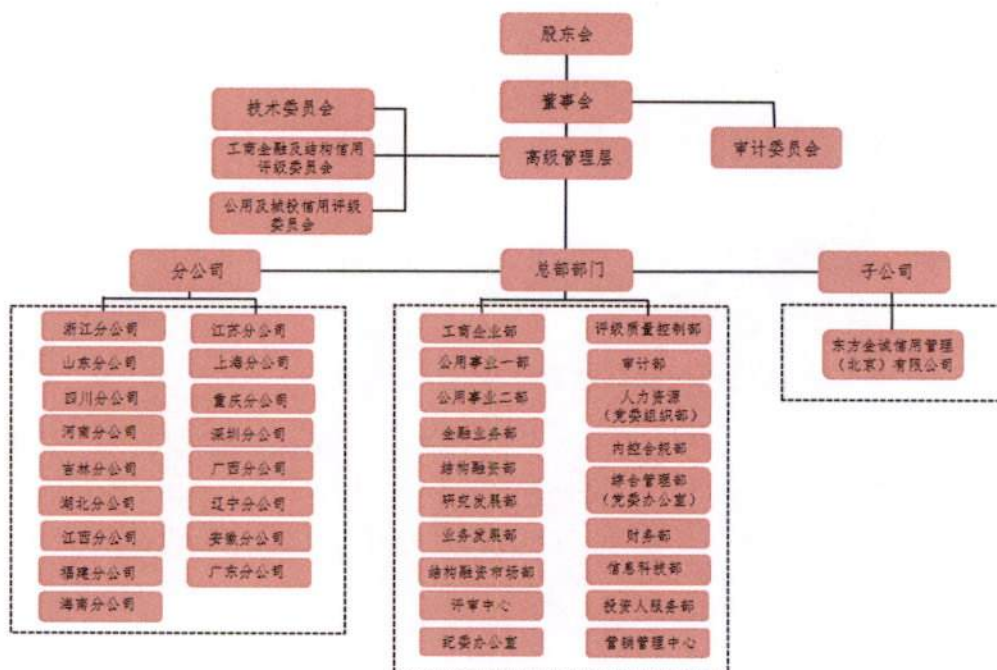 股东会
董事会
技术委员会
审计委员会
工商金融及结构信用
评级委员会
高级管理层
公用及城投信用评级
委员会
分公司
总部部门
子公司
浙江分公司
江苏分公司
山东分公司
上海分公司
四川分公司
重庆分公司
河南分公司
深圳分公司
吉林分公司
广西分公司
湖北分公司
辽宁分公司
江西分公司
安徽分公司
福建分公司
广东分公司
海南分公司
工商企业部
评级质量控制部
公用事业一部
审计部
公用事业二部
人力资源
（党委组织部）
金融业务部
内控合规部
结构融资部
综合管理部
（党委办公室）
研究发展部
业务发展部
财务部
结构融资市场部
信息科技部
评审中心
投资人服务部
纪委办公室
营销管理中心
东方金诚信用管理
（北京）有限公司